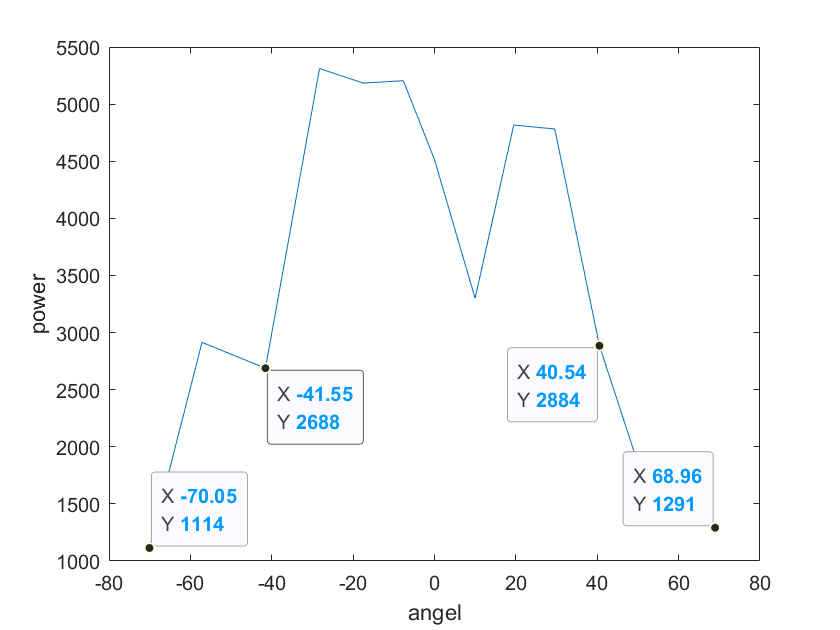 5500
5000
4500
4000
3500
3000
2500
2000
1500
1000
power
X -41.55
Y 2688
X 40.54
Y 2884
X -70.05
Y 1114
X 68.96
Y 1291
-80 -60 -40 -20 0 20 40 60 80
angel